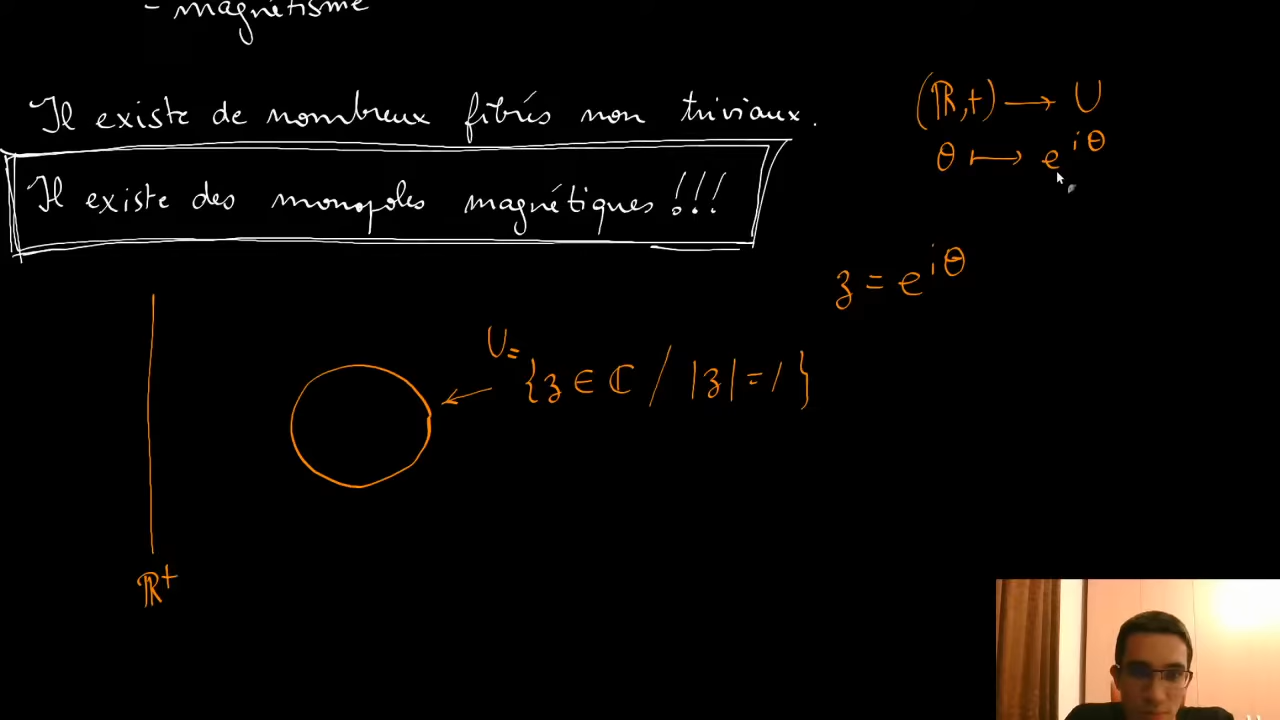 - magnétisme
Il existe de nombreux fibrés non triviaux.
Il existe des monopoles magnétiques !!!
(ℝ,+) ⟶ U
θ ⟼ e^{iθ}
z = e^{iθ}
U = {z ∈ ℂ / |z| = 1}
ℝ+